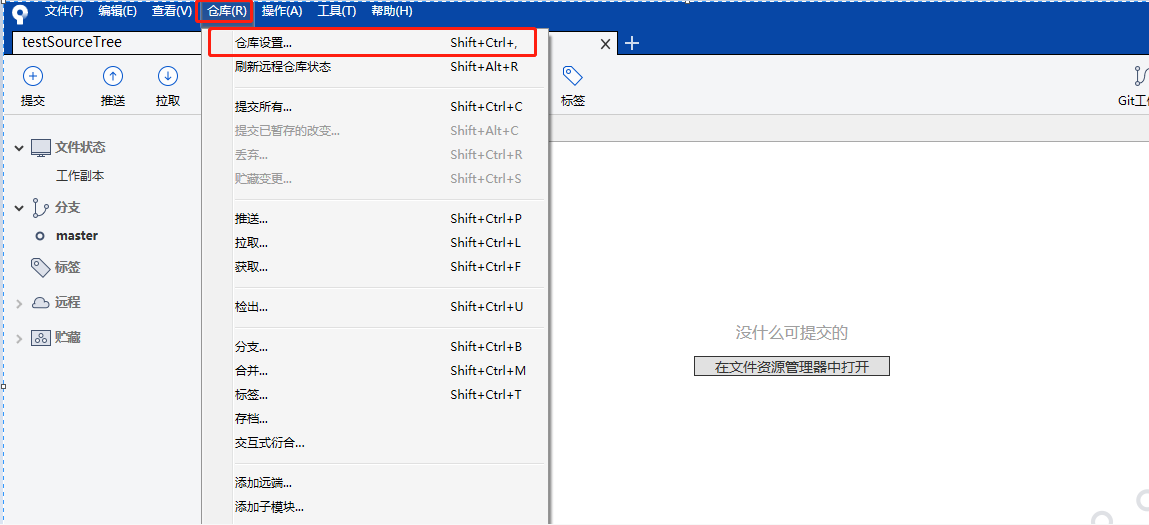 文件(F) 编辑(E) 查看(V) 仓库(R) 操作(A) 工具(T) 帮助(H)
testSourceTree
仓库设置... Shift+Ctrl+,
刷新远程仓库状态 Shift+Alt+R
提交所有... Shift+Ctrl+C
提交已暂存的改变... Shift+Alt+C
丢弃... Shift+Ctrl+R
贮藏变更... Shift+Ctrl+S
推送... Shift+Ctrl+P
拉取... Shift+Ctrl+L
获取... Shift+Ctrl+F
检出... Shift+Ctrl+U
分支... Shift+Ctrl+B
合并... Shift+Ctrl+M
标签... Shift+Ctrl+T
存档...
交互式衍合...
添加远端...
添加子模块...
提交 推送 拉取
标签
Git工
文件状态
工作副本
分支
master
标签
远程
贮藏
没什么可提交的
在文件资源管理器中打开